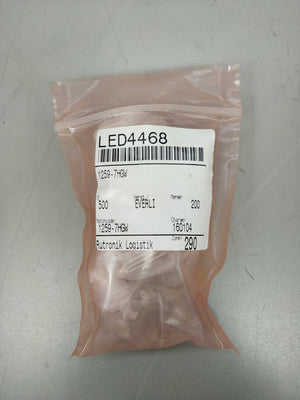 LED4468
1259-7HGW
500 EVERLI 200
1259-7HGW 160104
Rutronik Logistik 290